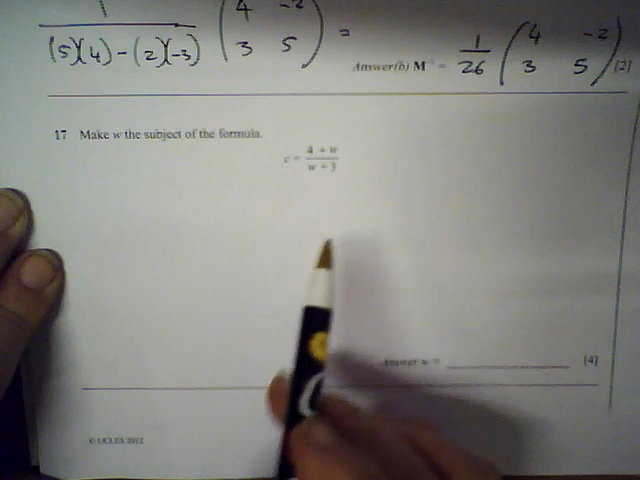 1
(5)(4) - (2)(-3) (4 -2
3 5) =
Answer(b) M⁻¹ = 1/26 (4 -2
3 5) [2]
17 Make w the subject of the formula.
c = 4 + w
w + 3
Answer w = [4]
© UCLES 2012